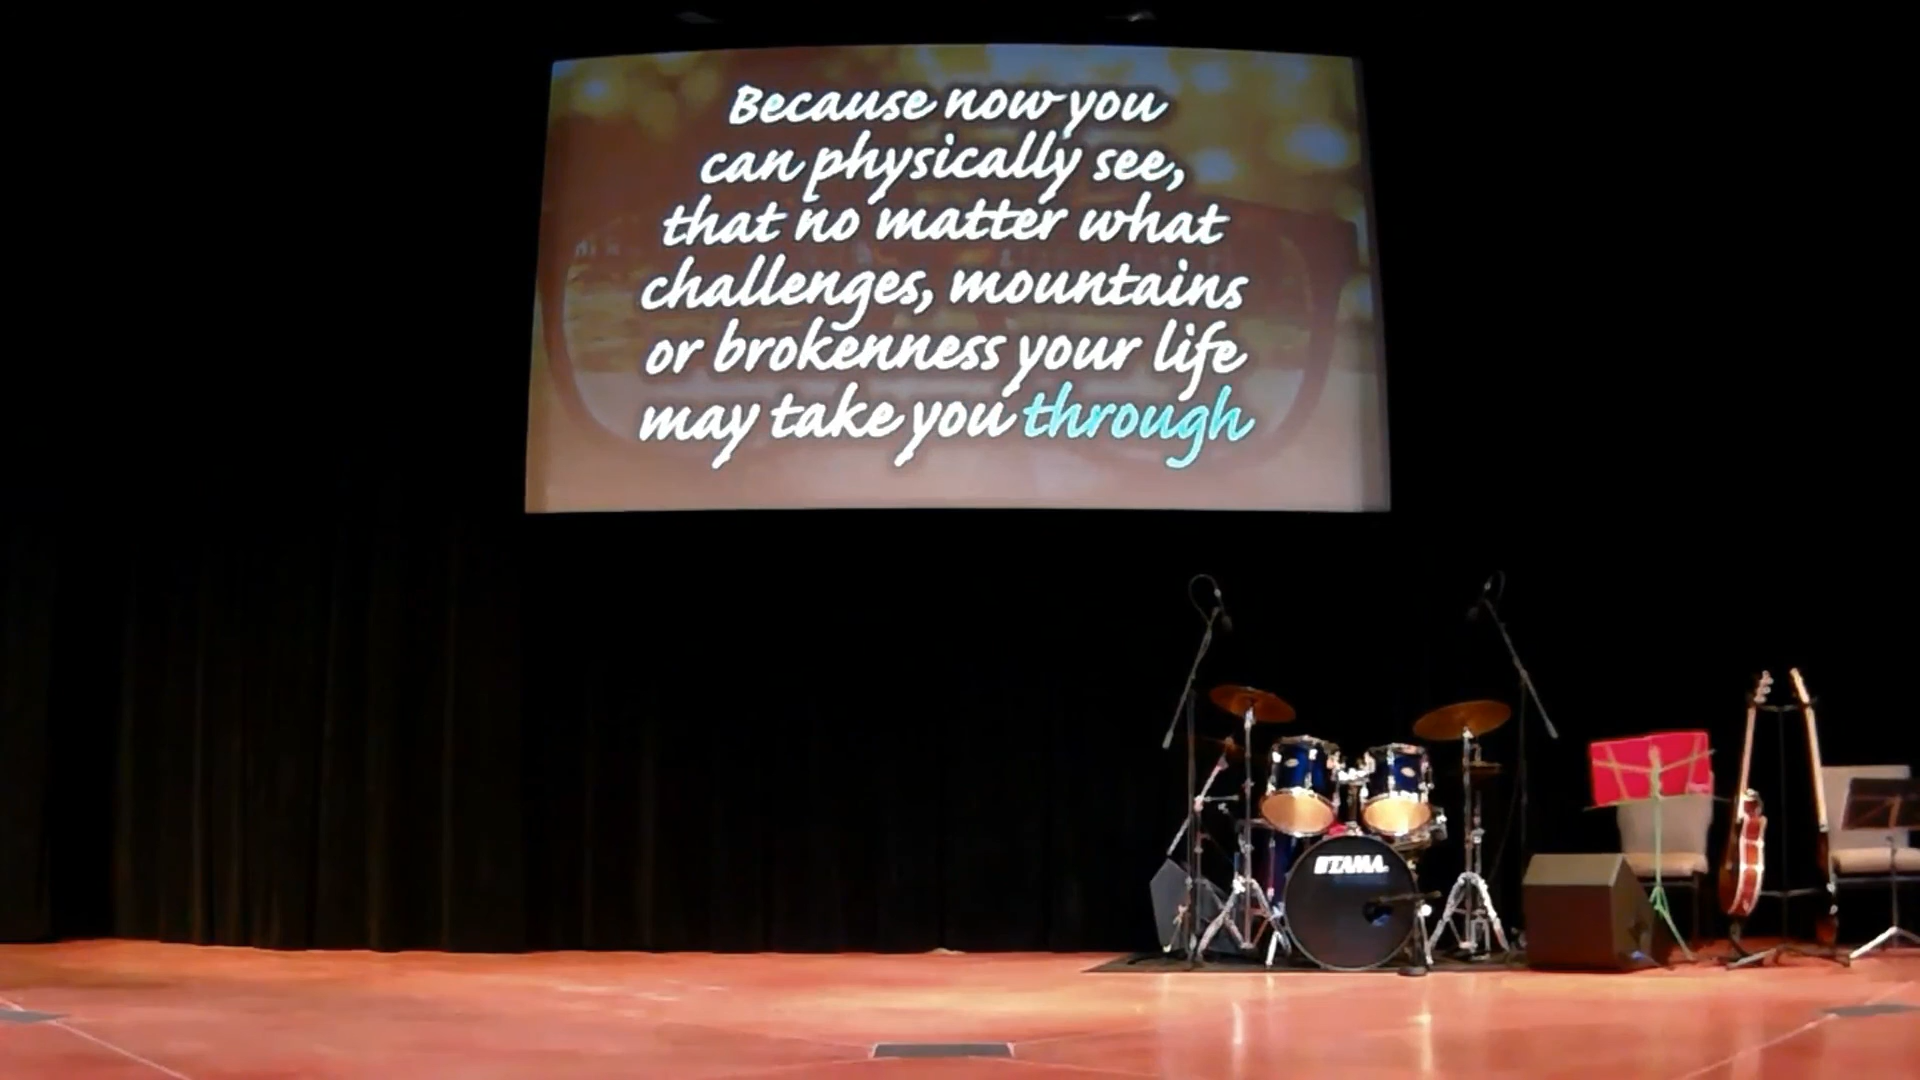 Because now you
can physically see,
that no matter what
challenges, mountains
or brokenness your life
may take you through
TAMA